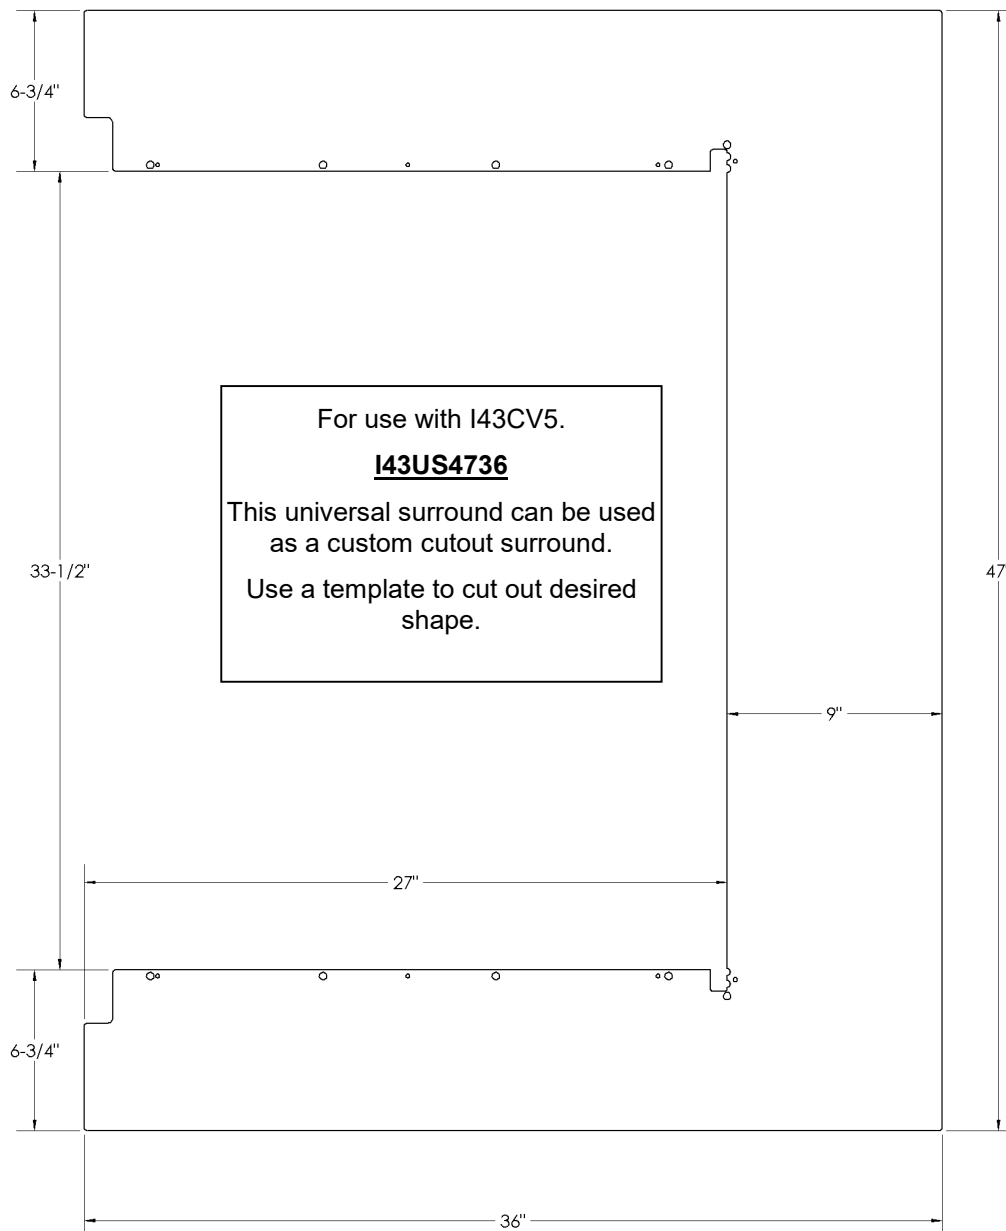 6-3/4"
For use with I43CV5.
I43US4736
This universal surround can be used
as a custom cutout surround.
Use a template to cut out desired
shape.
33-1/2"
47"
9"
27"
6-3/4"
36"